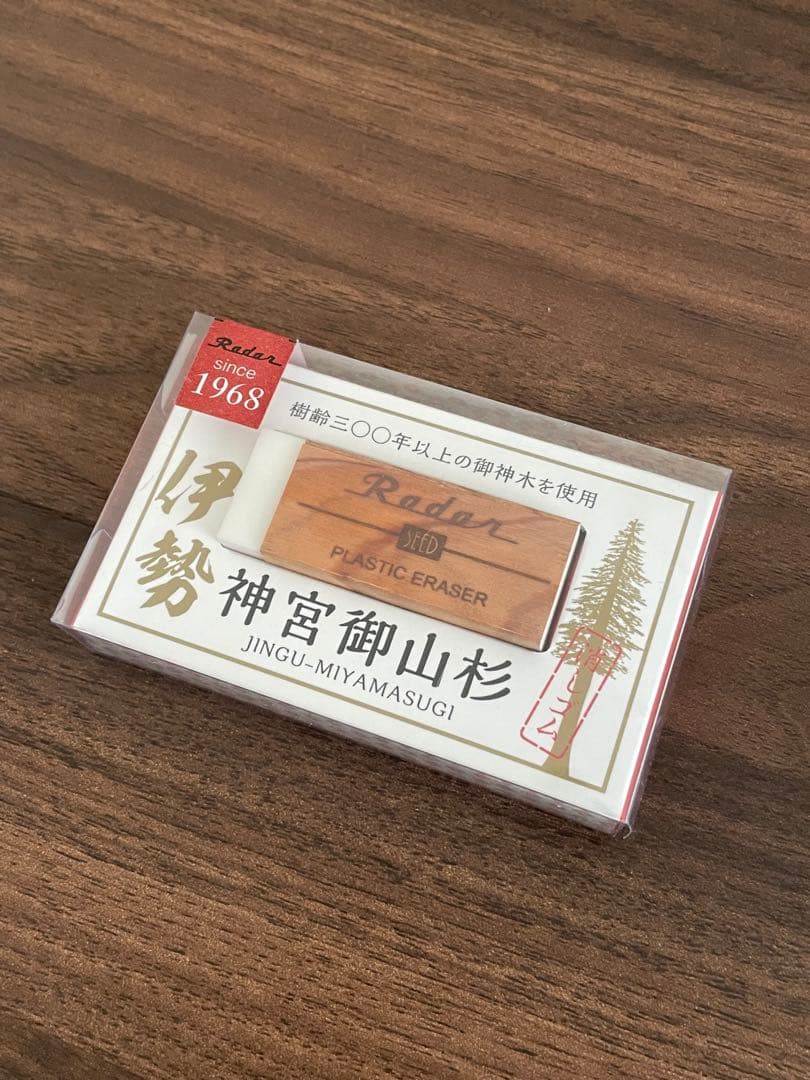 Radar
since
1968
樹齢三〇〇年以上の御神木を使用
伊勢
Radar
SEED
PLASTIC ERASER
神宮御山杉
JINGU-MIYAMASUGI
消しゴム